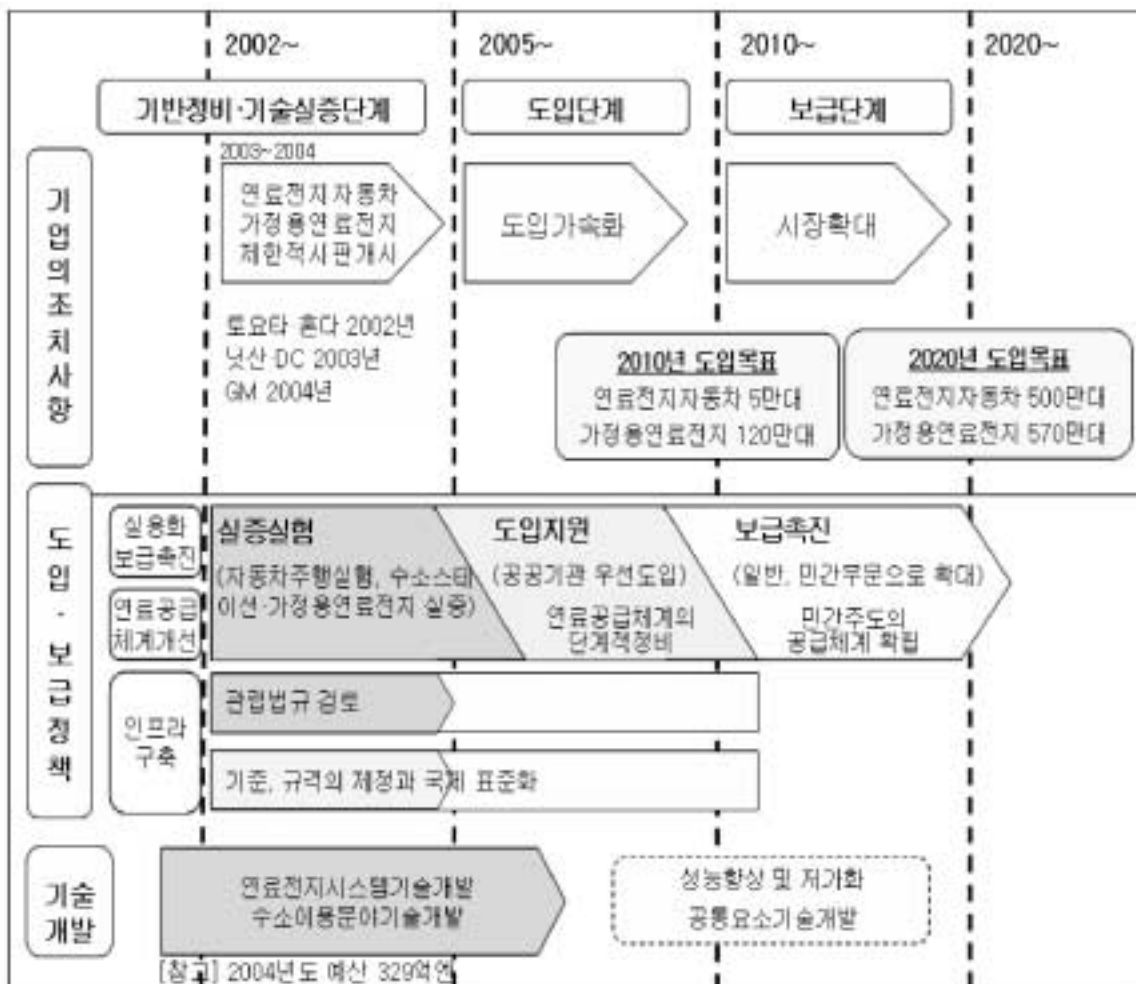 2002~
2005~
2010~
2020~
기반정비·기술실증단계
도입단계
보급단계
기업의조치사항
2003~2004
연료전지자동차
가정용연료전지
제한적시판개시
도입가속화
시장확대
토요타 혼다 2002년
닛산 DC 2003년
GM 2004년
2010년 도입목표
연료전지자동차 5만대
가정용연료전지 120만대
2020년 도입목표
연료전지자동차 500만대
가정용연료전지 570만대
도입·보급정책
실용화
보급촉진
연료공급
체계개선
실증실험
(자동차주행실험, 수소스테
이션·가정용연료전지 실증)
도입지원
(공공기관 우선도입)
연료공급체계의
단계적정비
보급촉진
(일반, 민간부문으로 확대)
민간주도의
공급체계 확립
인프라
구축
관련법규 검토
기준, 규격의 제정과 국제 표준화
기술
개발
연료전지시스템기술개발
수소이용분야기술개발
성능향상 및 저가화
공통요소기술개발
[참고] 2004년도 예산 329억엔